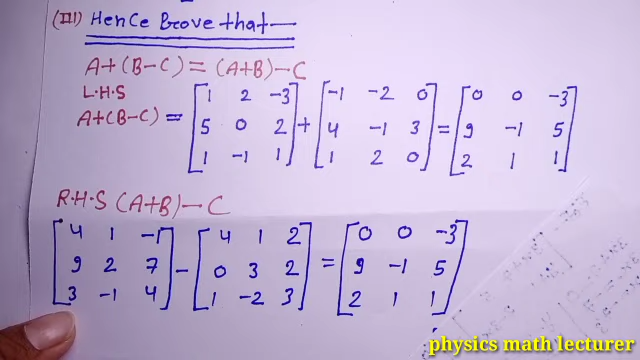 (III) Hence Brove that—
A+(B-C) = (A+B)-C
L.H.S
A+(B-C) = [1 2 -3] + [-1 -2 0] = [0 0 -3]
[5 0 2] [4 -1 3] [9 -1 5]
[1 -1 1] [1 2 0] [2 1 1]
R.H.S (A+B)-C
[4 1 -1] - [4 1 2] = [0 0 -3]
[9 2 7] [0 3 2] [9 -1 5]
[3 -1 4] [1 -2 3] [2 1 1]
physics math lecturer